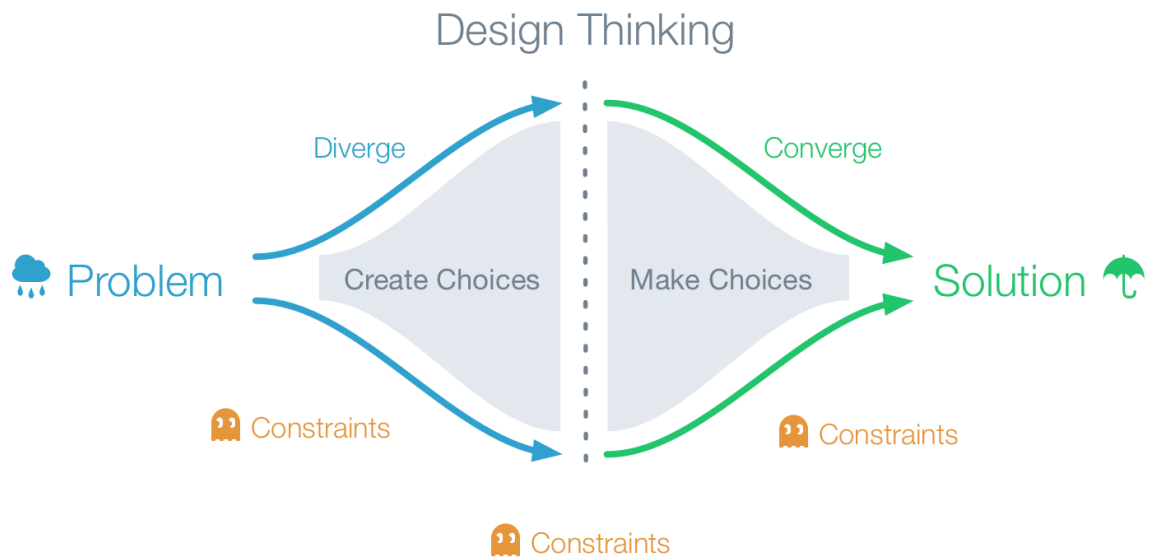 Design Thinking
Diverge
Converge
Problem
Create Choices
Make Choices
Solution
Constraints
Constraints
Constraints